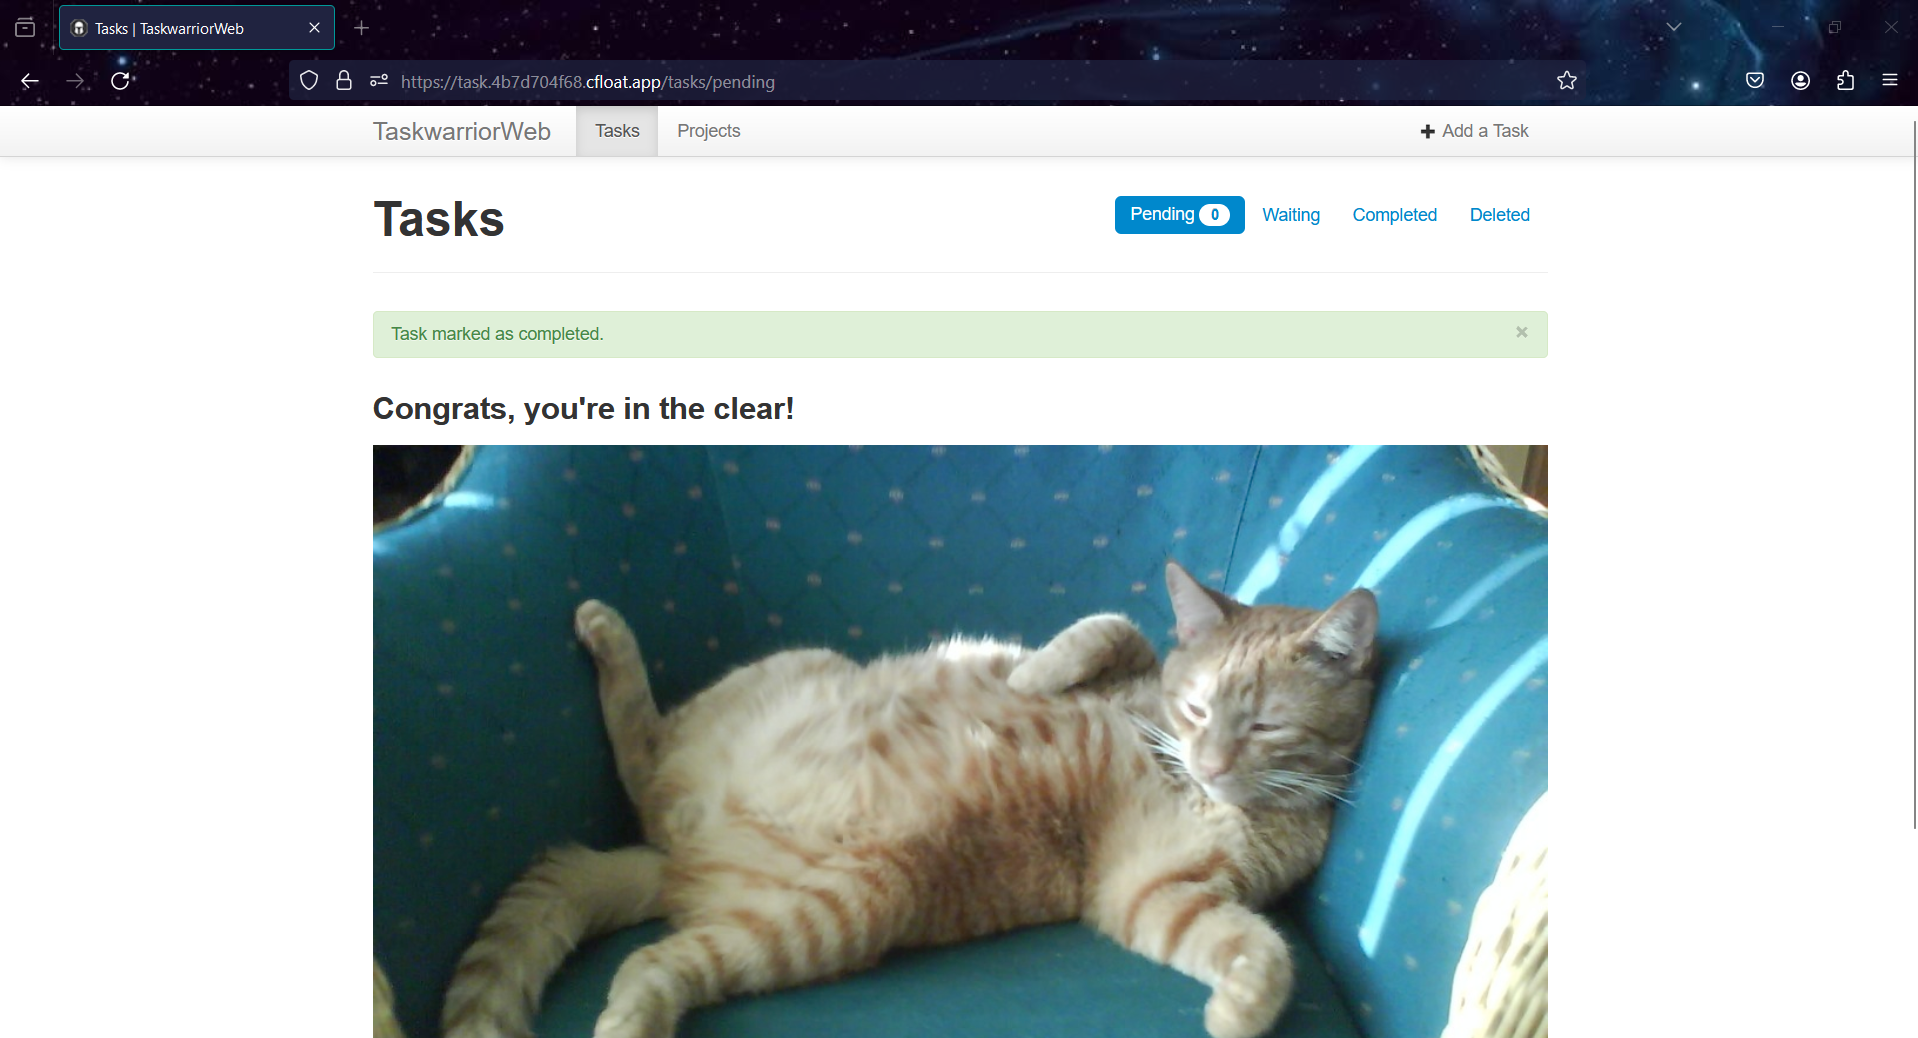 Tasks | TaskwarriorWeb
https://task.4b7d704f68.cfloat.app/tasks/pending
TaskwarriorWeb Tasks Projects Add a Task
Tasks
Pending 0 Waiting Completed Deleted
Task marked as completed.
×
Congrats, you're in the clear!